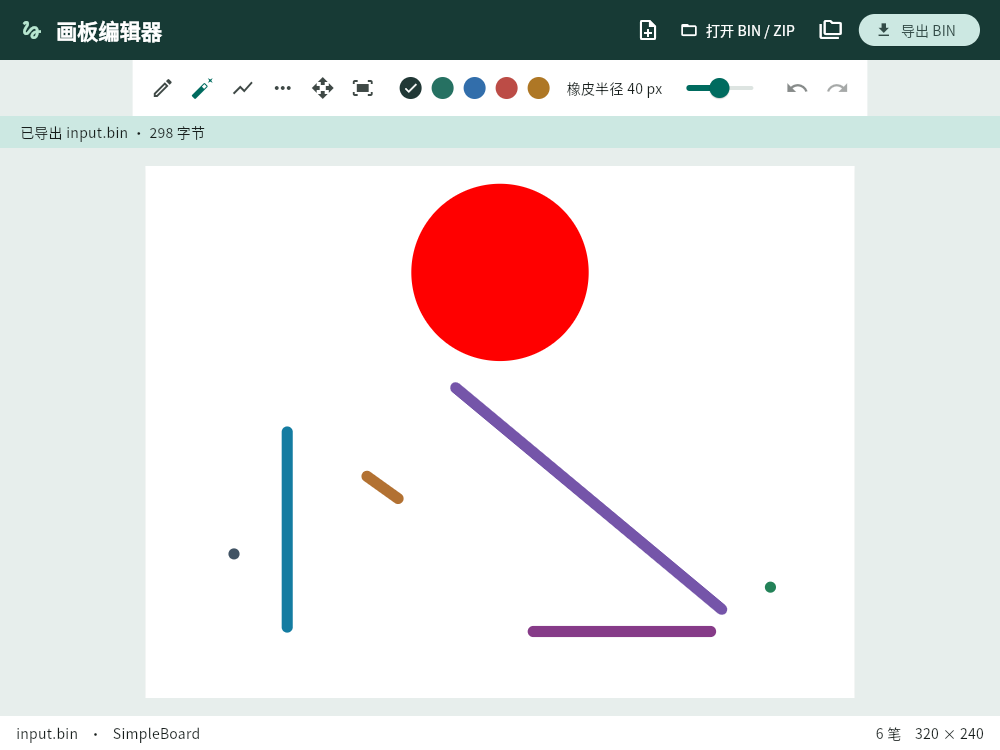 画板编辑器
打开 BIN / ZIP
导出 BIN
橡皮半径 40 px
已导出 input.bin • 298 字节
input.bin • SimpleBoard
6 笔 320 × 240